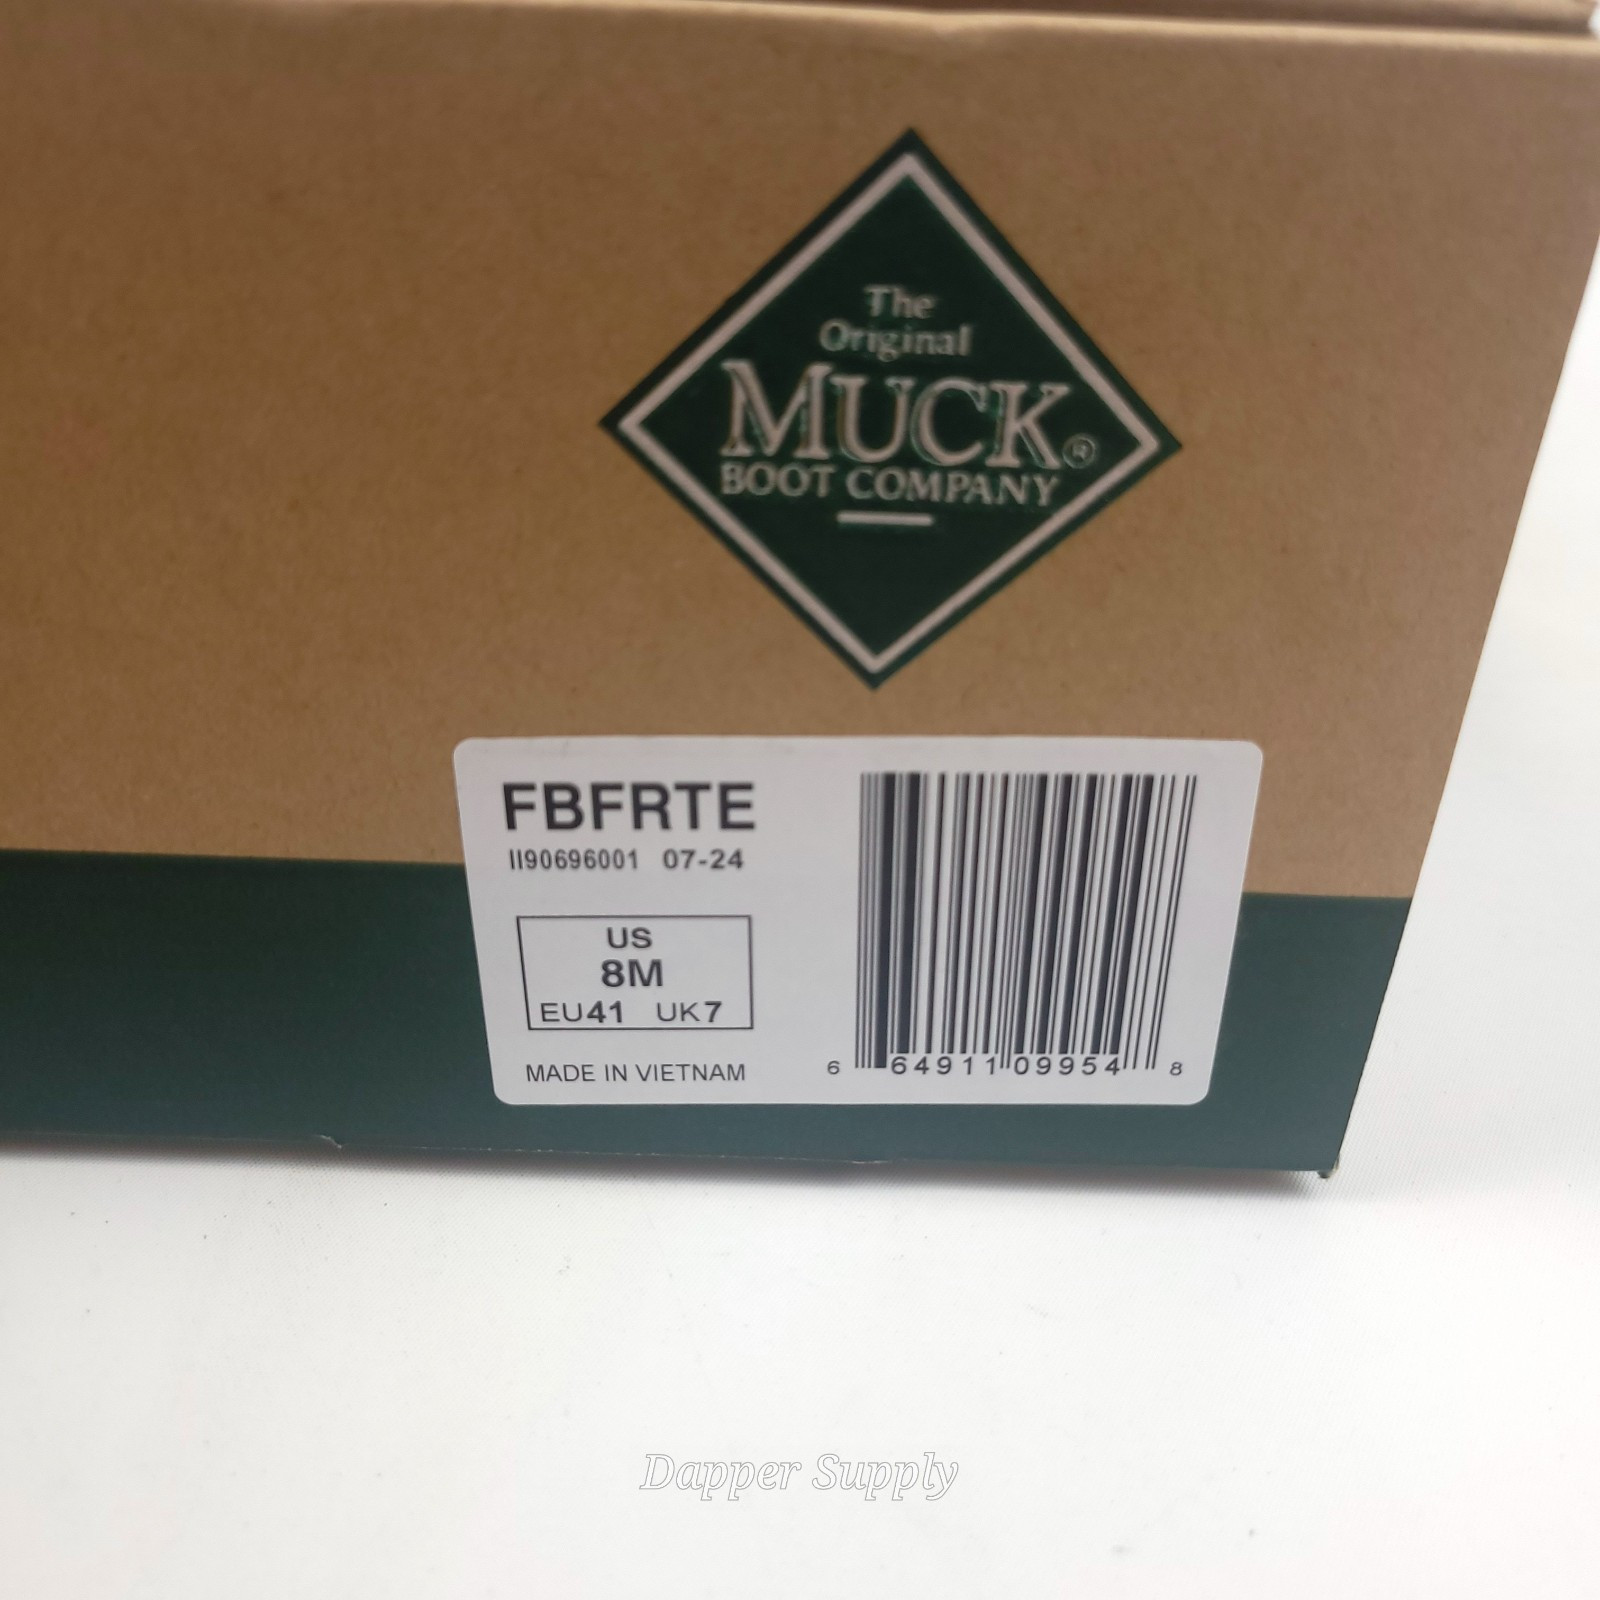 The
Original
MUCK®
BOOT COMPANY
FBFRTE
II90696001 07-24
US
8M
EU41 UK7
MADE IN VIETNAM
6 64911 09954 8
Dapper Supply